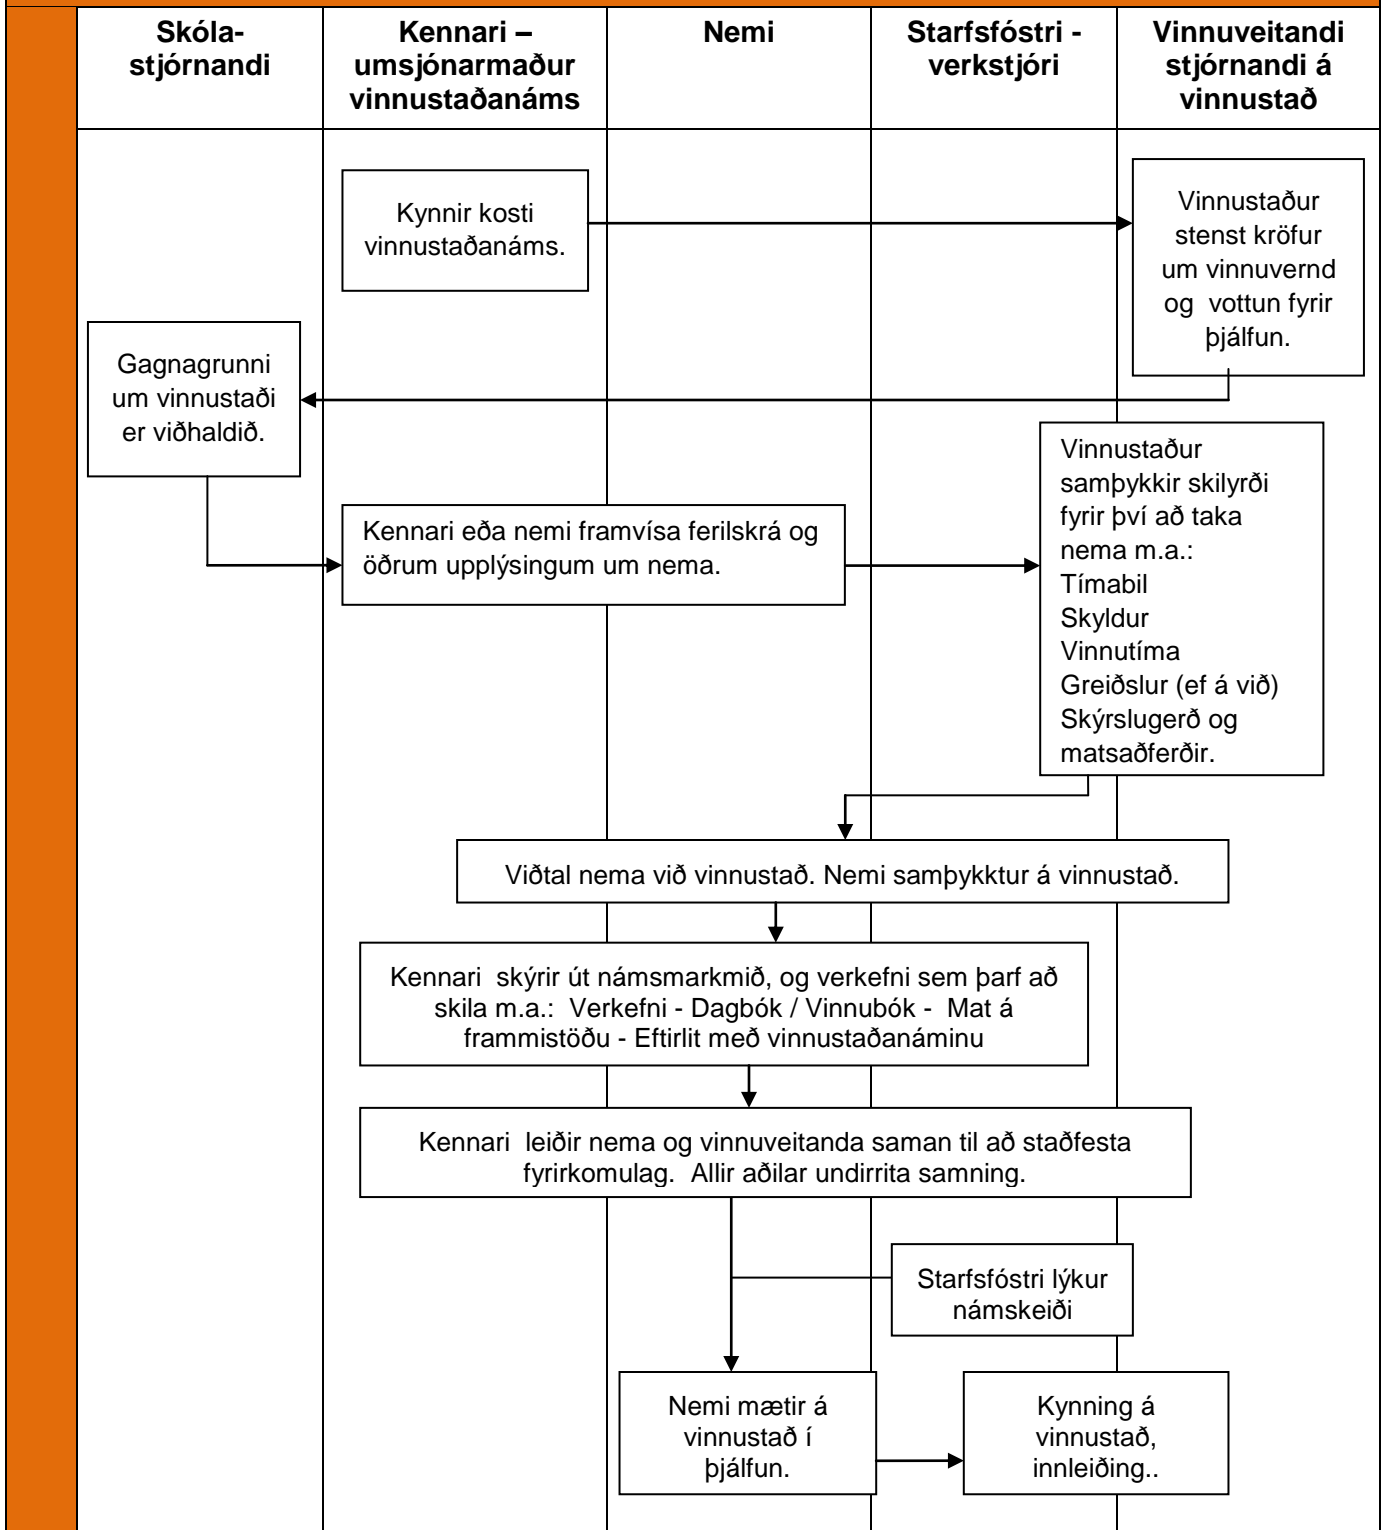 Skóla-
stjórnandi
Kennari –
umsjónarmaður
vinnustaðanáms
Nemi
Starfsfóstri -
verkstjóri
Vinnuveitandi
stjórnandi á
vinnustað
Kynnir kosti
vinnustaðanáms.
Vinnustaður
stenst kröfur
um vinnuvernd
og vottun fyrir
þjálfun.
Gagnagrunni
um vinnustaði
er viðhaldið.
Kennari eða nemi framvísa ferilskrá og
öðrum upplýsingum um nema.
Vinnustaður
samþykkir skilyrði
fyrir því að taka
nema m.a.:
Tímabil
Skyldur
Vinnutíma
Greiðslur (ef á við)
Skýrslugerð og
matsaðferðir.
Viðtal nema við vinnustað. Nemi samþykktur á vinnustað.
Kennari skýrir út námsmarkmið, og verkefni sem þarf að
skila m.a.: Verkefni - Dagbók / Vinnubók - Mat á
frammistöðu - Eftirlit með vinnustaðanáminu
Kennari leiðir nema og vinnuveitanda saman til að staðfesta
fyrirkomulag. Allir aðilar undirrita samning.
Starfsfóstri lýkur
námskeiði
Nemi mætir á
vinnustað í
þjálfun.
Kynning á
vinnustað,
innleiðing..